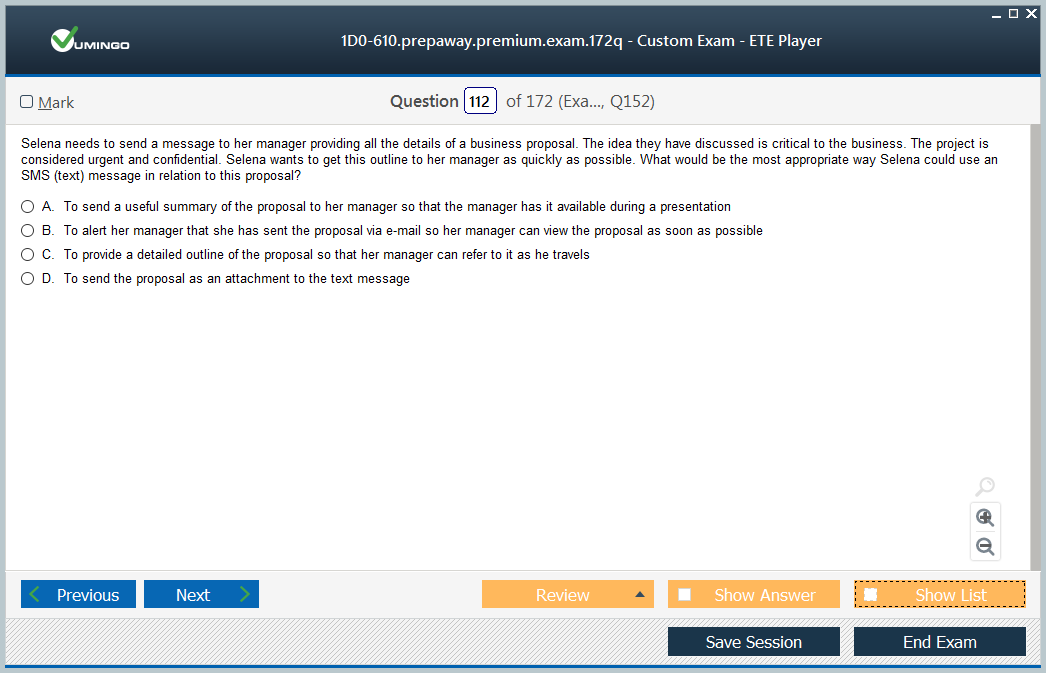 VUMINGO
1D0-610.prepaway.premium.exam.172q - Custom Exam - ETE Player
Mark
Question 112 of 172 (Exa..., Q152)
Selena needs to send a message to her manager providing all the details of a business proposal. The idea they have discussed is critical to the business. The project is
considered urgent and confidential. Selena wants to get this outline to her manager as quickly as possible. What would be the most appropriate way Selena could use an
SMS (text) message in relation to this proposal?
A. To send a useful summary of the proposal to her manager so that the manager has it available during a presentation
B. To alert her manager that she has sent the proposal via e-mail so her manager can view the proposal as soon as possible
C. To provide a detailed outline of the proposal so that her manager can refer to it as he travels
D. To send the proposal as an attachment to the text message
Previous
Next
Review
Show Answer
Show List
Save Session
End Exam